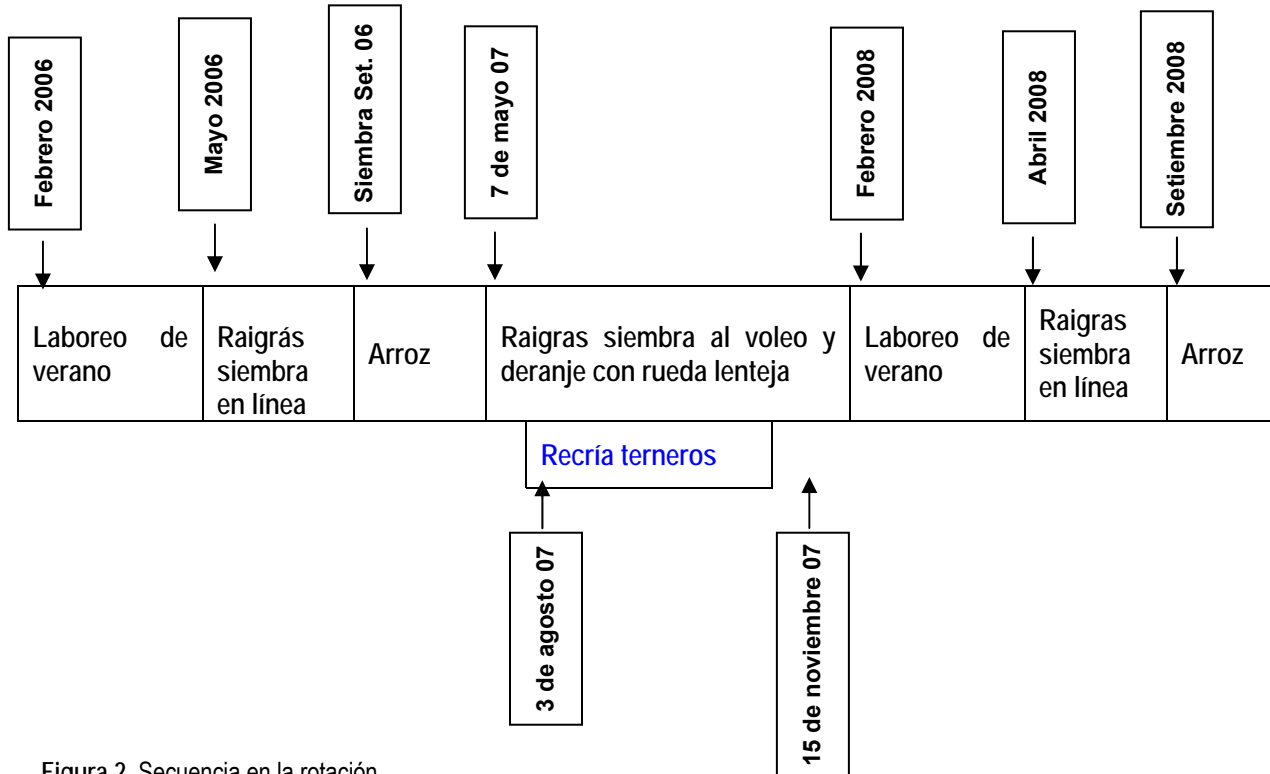 Febrero 2006
Mayo 2006
Siembra Set. 06
7 de mayo 07
Febrero 2008
Abril 2008
Setiembre 2008
Laboreo de
verano
Raigrás
siembra
en línea
Arroz
Raigras siembra al voleo y
deranje con rueda lenteja
Laboreo de
verano
Raigras
siembra
en línea
Arroz
Recría terneros
3 de agosto 07
15 de noviembre 07
Figura 2. Secuencia en la rotación